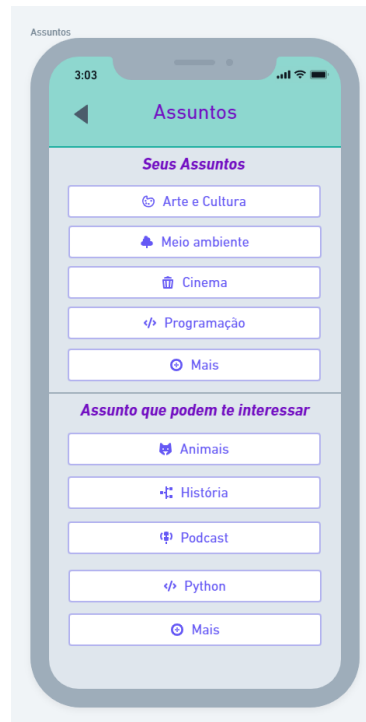 Assuntos
3:03
Assuntos
Seus Assuntos
Arte e Cultura
Meio ambiente
Cinema
Programação
Mais
Assunto que podem te interessar
Animais
História
Podcast
Python
Mais